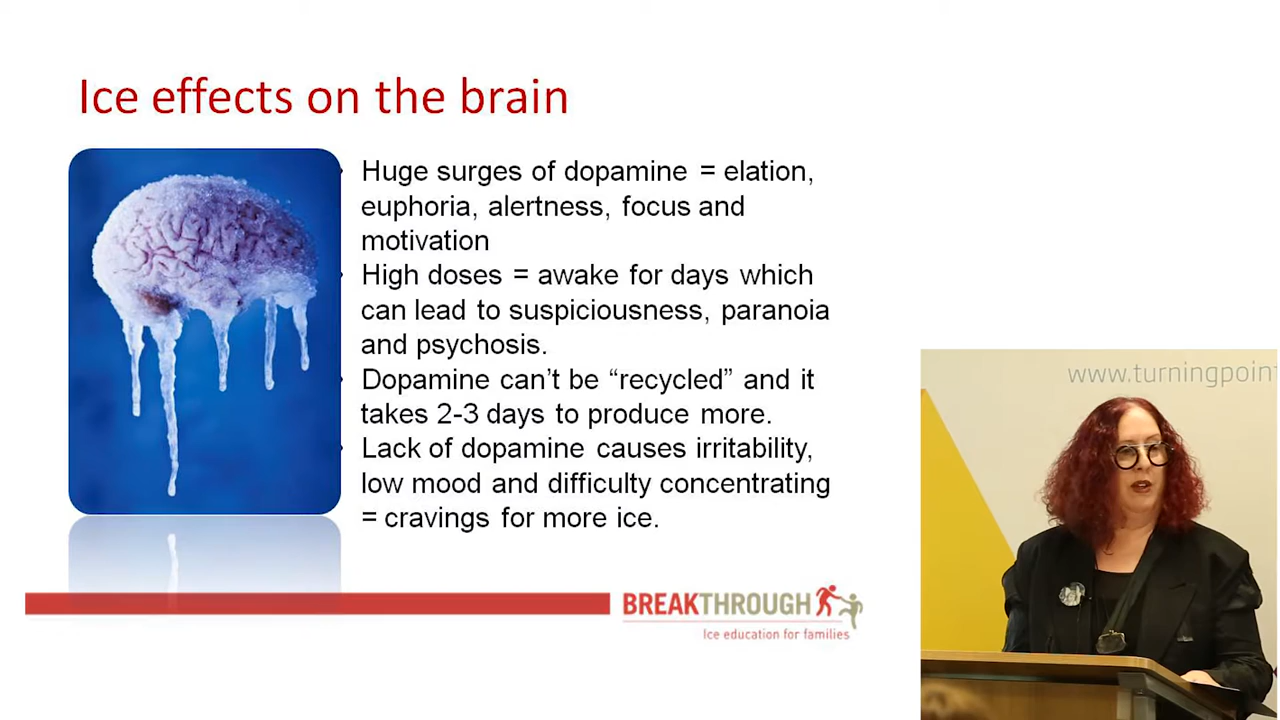 Ice effects on the brain
• Huge surges of dopamine = elation,
euphoria, alertness, focus and
motivation
• High doses = awake for days which
can lead to suspiciousness, paranoia
and psychosis.
• Dopamine can’t be “recycled” and it
takes 2-3 days to produce more.
• Lack of dopamine causes irritability,
low mood and difficulty concentrating
= cravings for more ice.
BREAKTHROUGH
Ice education for families
www.turningpoint